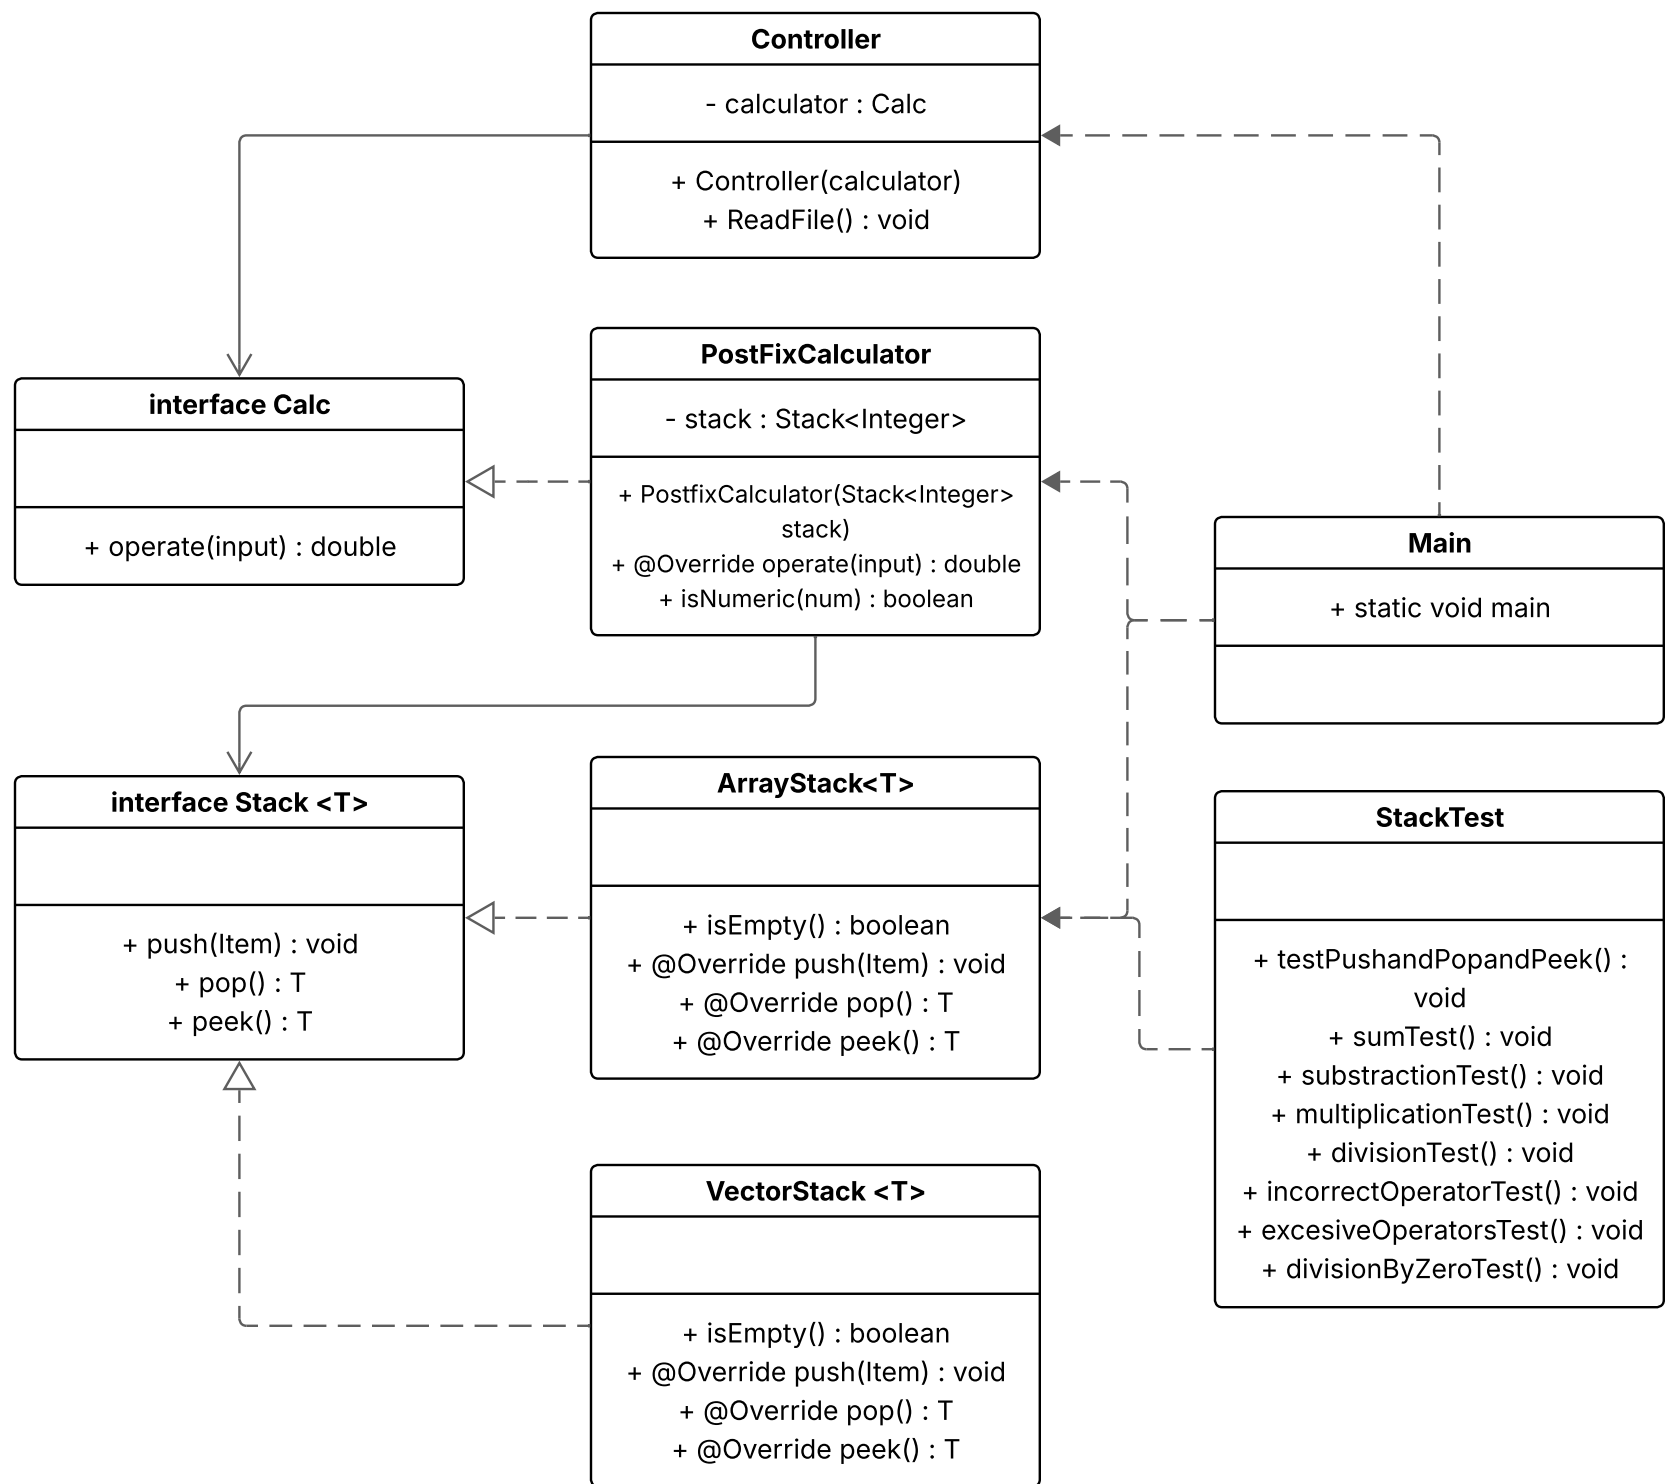 Controller
- calculator : Calc
+ Controller(calculator)
+ ReadFile() : void
PostFixCalculator
- stack : Stack<Integer>
+ PostfixCalculator(Stack<Integer>
stack)
+ @Override operate(input) : double
+ isNumeric(num) : boolean
interface Calc
+ operate(input) : double
Main
+ static void main
interface Stack <T>
+ push(Item) : void
+ pop() : T
+ peek() : T
ArrayStack<T>
+ isEmpty() : boolean
+ @Override push(Item) : void
+ @Override pop() : T
+ @Override peek() : T
StackTest
+ testPushandPopandPeek() :
void
+ sumTest() : void
+ substractionTest() : void
+ multiplicationTest() : void
+ divisionTest() : void
+ incorrectOperatorTest() : void
+ excesiveOperatorsTest() : void
+ divisionByZeroTest() : void
VectorStack <T>
+ isEmpty() : boolean
+ @Override push(Item) : void
+ @Override pop() : T
+ @Override peek() : T